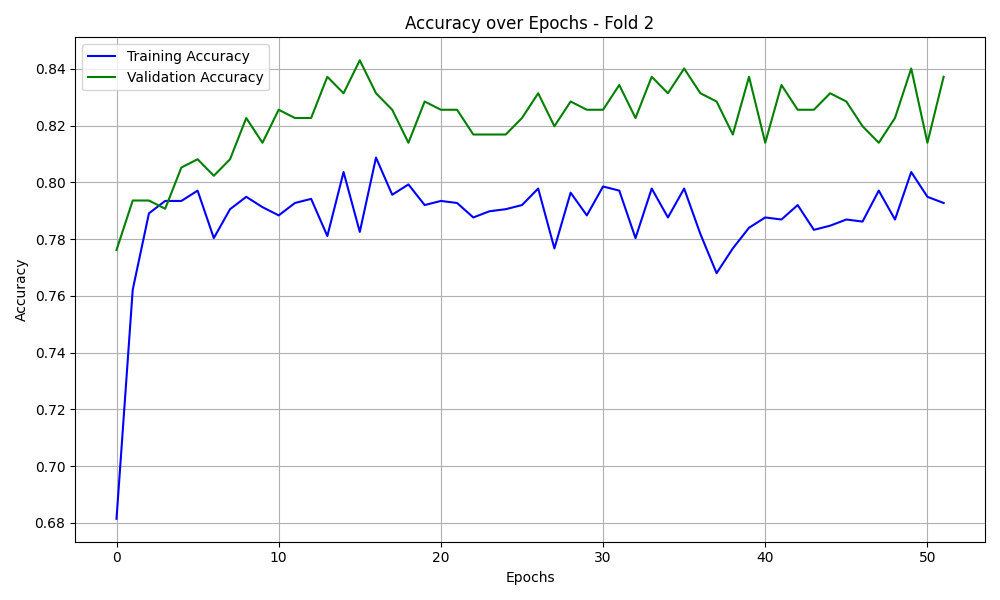 Accuracy over Epochs - Fold 2
Training Accuracy
Validation Accuracy
0.84
0.82
0.80
0.78
0.76
0.74
0.72
0.70
0.68
Accuracy
0 10 20 30 40 50
Epochs